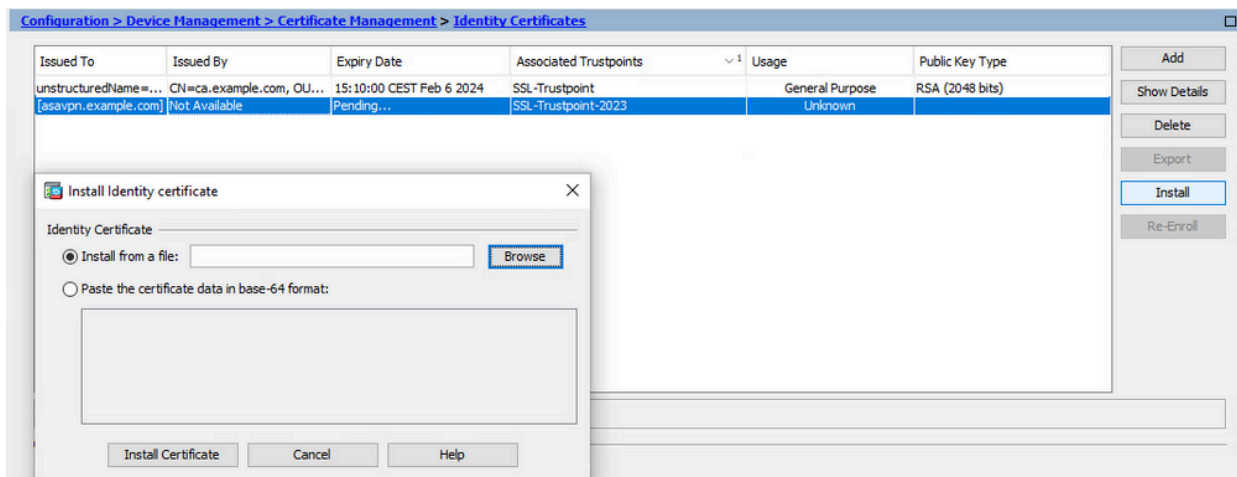 Configuration > Device Management > Certificate Management > Identity Certificates
Issued To Issued By Expiry Date Associated Trustpoints 1 Usage Public Key Type
unstructuredName=... CN=ca.example.com, OU... 15:10:00 CEST Feb 6 2024 SSL-Trustpoint General Purpose RSA (2048 bits)
[asavpn.example.com] Not Available Pending... SSL-Trustpoint-2023 Unknown
Add
Show Details
Delete
Export
Install
Re-Enroll
Install Identity certificate
Identity Certificate
Install from a file: Browse
Paste the certificate data in base-64 format:
Install Certificate Cancel Help